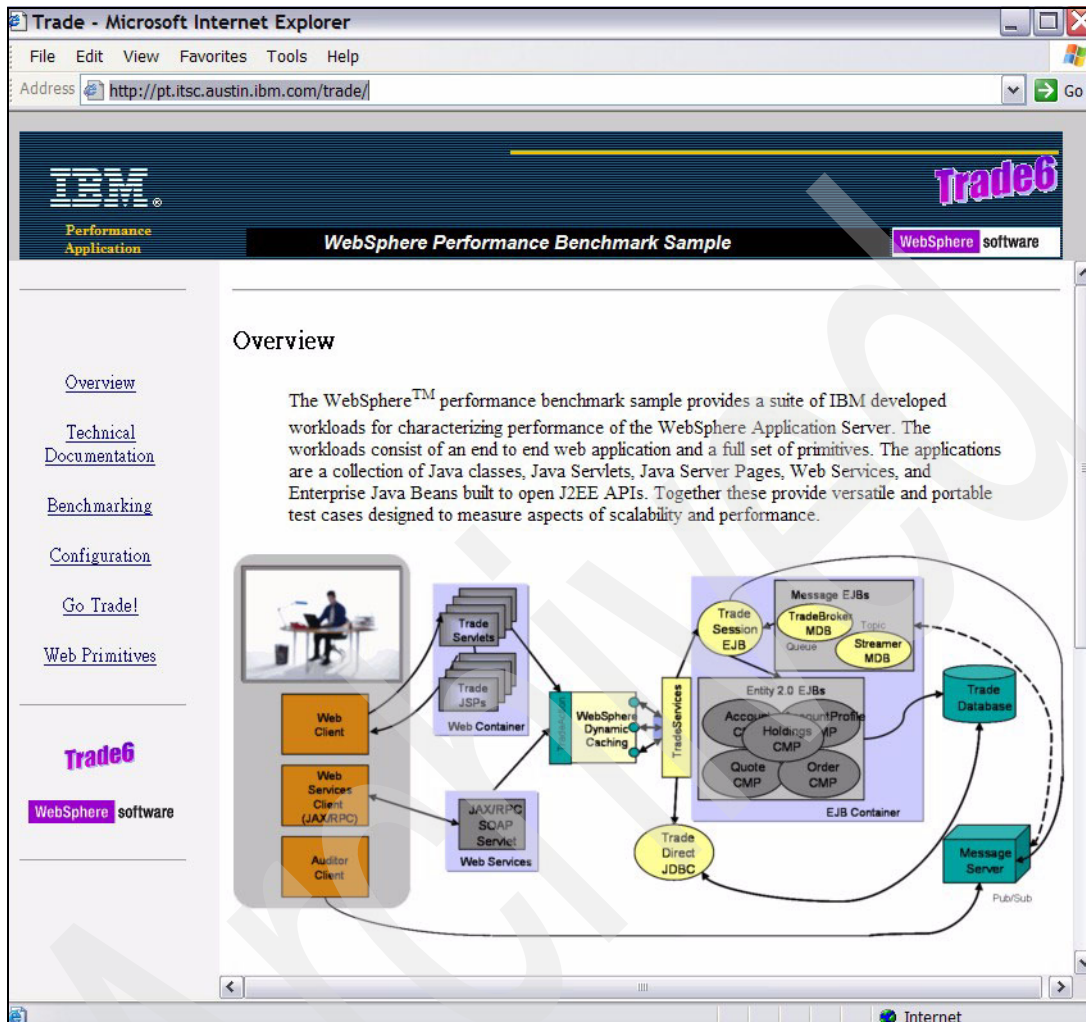 Trade - Microsoft Internet Explorer
File Edit View Favorites Tools Help
Address http://pt.itsc.austin.ibm.com/trade/ Go
IBM®
Trade6
Performance
Application
WebSphere Performance Benchmark Sample
WebSphere software
Overview
Technical
Documentation
Benchmarking
Configuration
Go Trade!
Web Primitives
Trade6
WebSphere software
Overview
The WebSphere™ performance benchmark sample provides a suite of IBM developed
workloads for characterizing performance of the WebSphere Application Server. The
workloads consist of an end to end web application and a full set of primitives. The applications
are a collection of Java classes, Java Servlets, Java Server Pages, Web Services, and
Enterprise Java Beans built to open J2EE APIs. Together these provide versatile and portable
test cases designed to measure aspects of scalability and performance.
Web
Client
Web
Services
Client
(JAX/RPC)
Auditor
Client
Trade
Servlets
Trade
JSPs
Web Container
JAX/RPC
SOAP
Servlet
Web Services
TradeAction
WebSphere
Dynamic
Caching
TradeServices
Trade
Session
EJB
Message EJBs
TradeBroker
MDB
Queue
Topic
Streamer
MDB
Entity 2.0 EJBs
Account
Holdings
CMP
Quote
CMP
Order
CMP
EJB Container
Trade
Direct
JDBC
Trade
Database
Message
Server
Pub/Sub
Internet
Archived